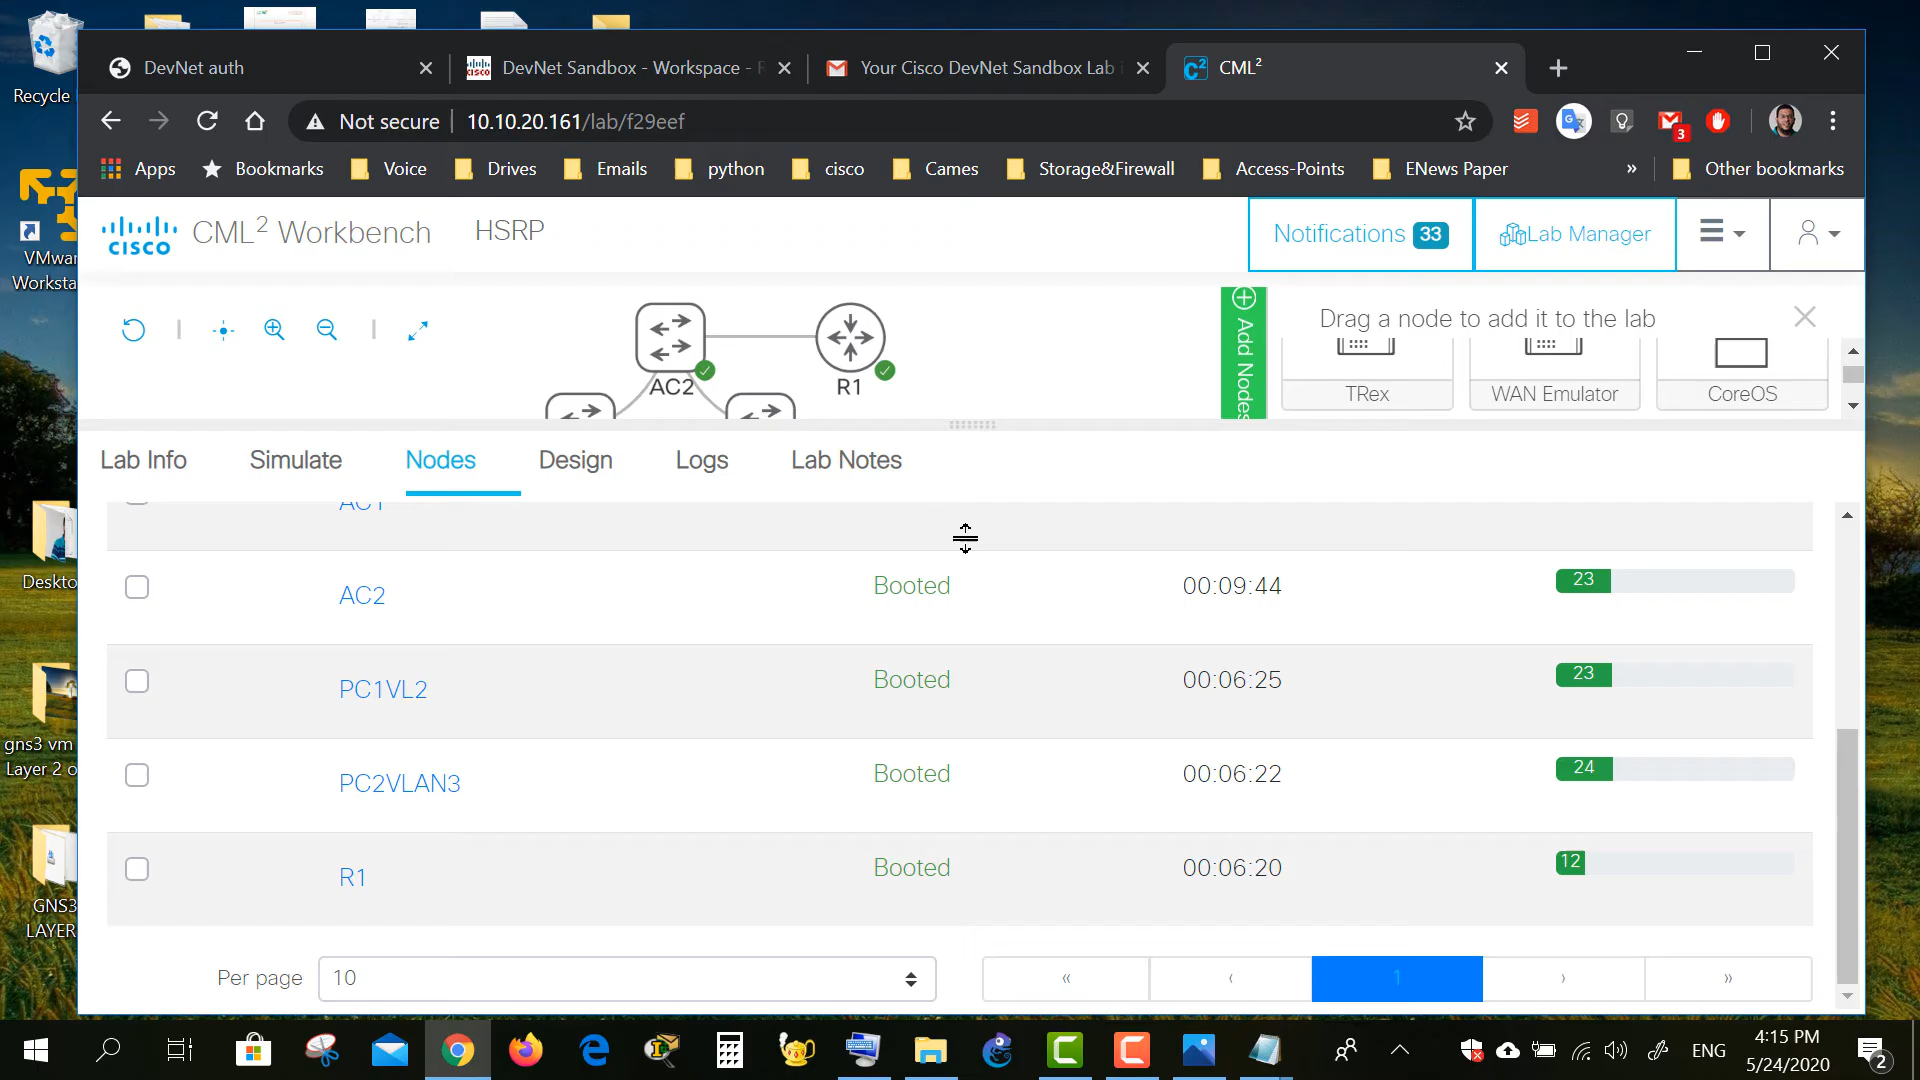 Recycle
VMwar
Worksta
Deskto
gns3 vm
Layer 2 o
GNS3
LAYER
DevNet auth
DevNet Sandbox - Workspace -
Your Cisco DevNet Sandbox Lab i
CML²
Not secure
10.10.20.161/lab/f29eef
3
Apps
Bookmarks
Voice
Drives
Emails
python
cisco
Cames
Storage&Firewall
Access-Points
ENews Paper
»
Other bookmarks
CISCO
CML² Workbench
HSRP
Notifications 33
Lab Manager
AC2
R1
Add Nodes
Drag a node to add it to the lab
TRex
WAN Emulator
CoreOS
Lab Info
Simulate
Nodes
Design
Logs
Lab Notes
AC1
AC2 Booted 00:09:44 23
PC1VL2 Booted 00:06:25 23
PC2VLAN3 Booted 00:06:22 24
R1 Booted 00:06:20 12
Per page 10
« ‹ 1 › »
ENG
4:15 PM
5/24/2020
2